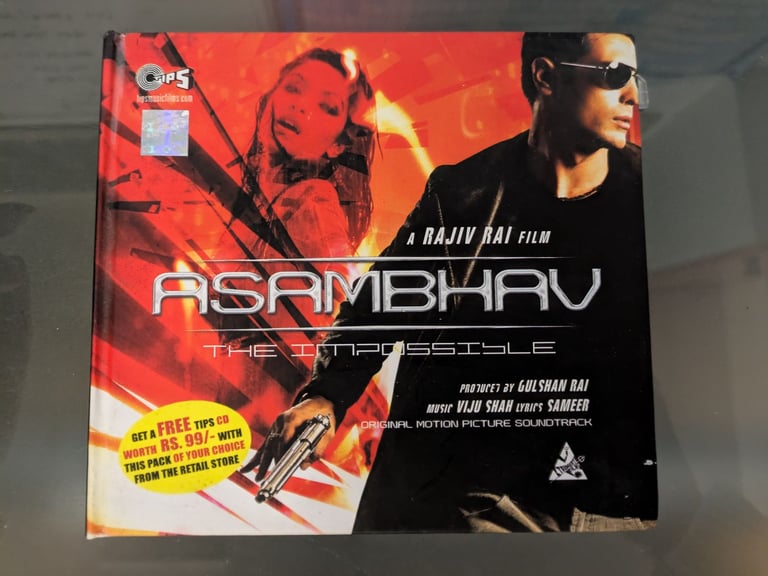 TIPS
tipsmusicfilms.com
A RAJIV RAI FILM
ASAMBHAV
THE IMPOSSIBLE
PRODUCED BY GULSHAN RAI
MUSIC VIJU SHAH LYRICS SAMEER
ORIGINAL MOTION PICTURE SOUNDTRACK
GET A FREE TIPS CD
WORTH RS. 99/- WITH
THIS PACK OF YOUR CHOICE
FROM THE RETAIL STORE